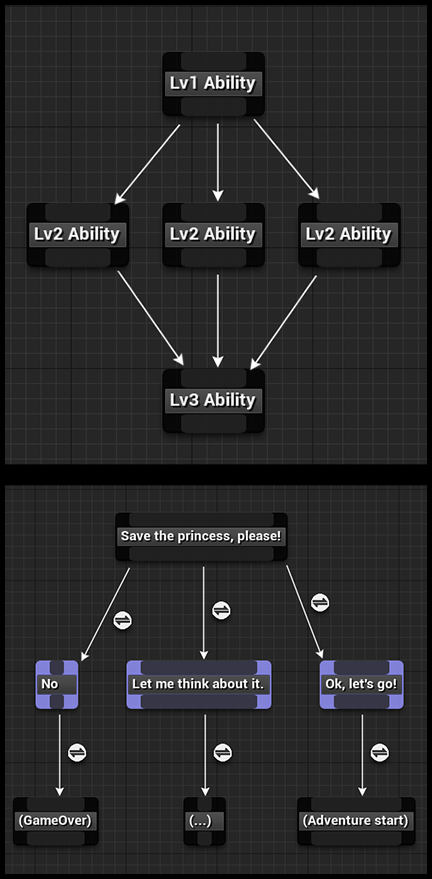 Lv1 Ability
Lv2 Ability
Lv2 Ability
Lv2 Ability
Lv3 Ability
Save the princess, please!
No
Let me think about it.
Ok, let's go!
(GameOver)
(...)
(Adventure start)